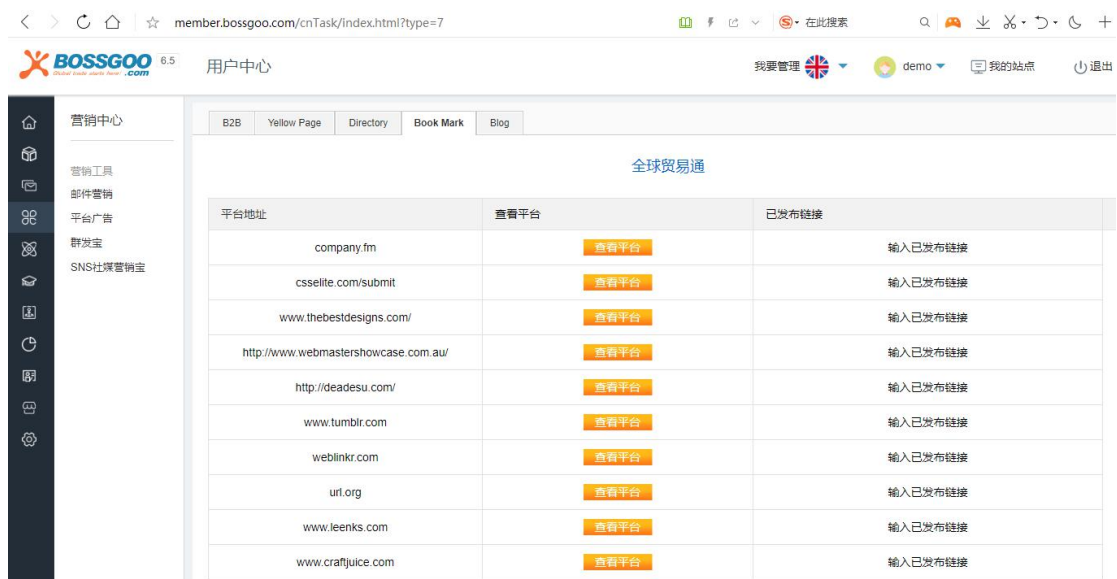 member.bossgoo.com/cnTask/index.html?type=7 在此搜索
BOSSGOO 6.5 用户中心 我要管理 demo 我的站点 退出
Global trade starts here! .com
营销中心
B2B Yellow Page Directory Book Mark Blog
全球贸易通
营销工具
邮件营销
平台广告
群发宝
SNS社媒营销宝
平台地址 查看平台 已发布链接
company.fm 查看平台 输入已发布链接
csselite.com/submit 查看平台 输入已发布链接
www.thebestdesigns.com/ 查看平台 输入已发布链接
http://www.webmastershowcase.com.au/ 查看平台 输入已发布链接
http://deadesu.com/ 查看平台 输入已发布链接
www.tumblr.com 查看平台 输入已发布链接
weblinkr.com 查看平台 输入已发布链接
url.org 查看平台 输入已发布链接
www.leenks.com 查看平台 输入已发布链接
www.craftjuice.com 查看平台 输入已发布链接